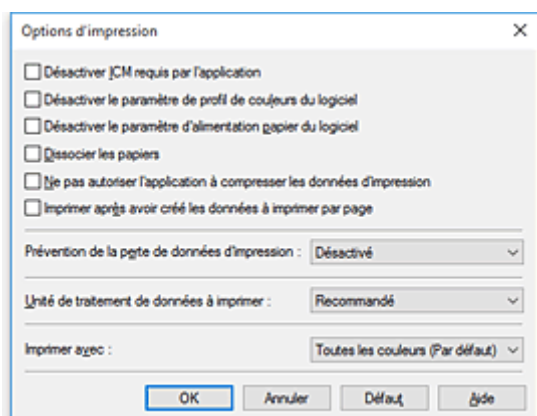 Options d'impression
Désactiver ICM requis par l'application
Désactiver le paramètre de profil de couleurs du logiciel
Désactiver le paramètre d'alimentation papier du logiciel
Dissocier les papiers
Ne pas autoriser l'application à compresser les données d'impression
Imprimer après avoir créé les données à imprimer par page
Prévention de la perte de données d'impression : Désactivé
Unité de traitement de données à imprimer : Recommandé
Imprimer avec : Toutes les couleurs (Par défaut)
OK Annuler Défaut Aide